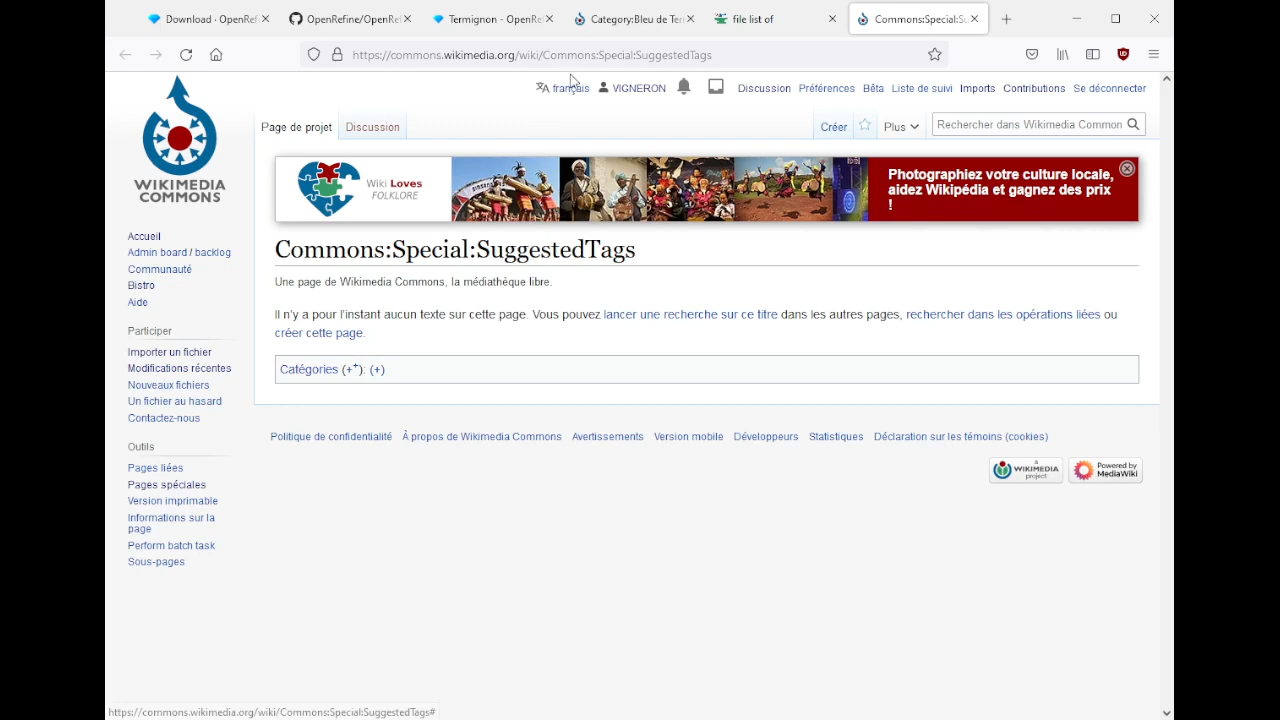 Download · OpenRef
OpenRefine/OpenRef
Termignon - OpenRe
Category:Bleu de Ter
file list of
Commons:Special:Su
https://commons.wikimedia.org/wiki/Commons:Special:SuggestedTags
français
VIGNERON
Discussion
Préférences
Bêta
Liste de suivi
Imports
Contributions
Se déconnecter
Page de projet
Discussion
Créer
Plus
Rechercher dans Wikimedia Common
WIKIMEDIA
COMMONS
Wiki Loves
FOLKLORE
Photographiez votre culture locale,
aidez Wikipédia et gagnez des prix
!
Commons:Special:SuggestedTags
Une page de Wikimedia Commons, la médiathèque libre.
Il n’y a pour l’instant aucun texte sur cette page. Vous pouvez lancer une recherche sur ce titre dans les autres pages, rechercher dans les opérations liées ou
créer cette page.
Catégories (+⁺): (+)
Accueil
Admin board / backlog
Communauté
Bistro
Aide
Participer
Importer un fichier
Modifications récentes
Nouveaux fichiers
Un fichier au hasard
Contactez-nous
Outils
Pages liées
Pages spéciales
Version imprimable
Informations sur la
page
Perform batch task
Sous-pages
Politique de confidentialité
À propos de Wikimedia Commons
Avertissements
Version mobile
Développeurs
Statistiques
Déclaration sur les témoins (cookies)
A
WIKIMEDIA
project
Powered by
MediaWiki
https://commons.wikimedia.org/wiki/Commons:Special:SuggestedTags#